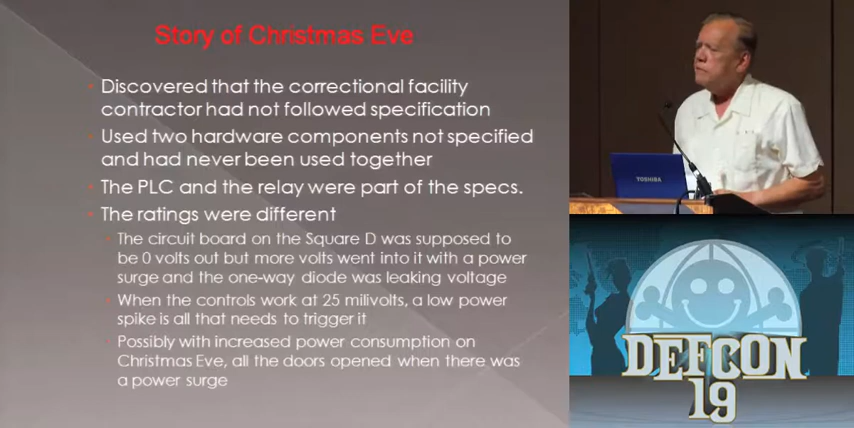 Story of Christmas Eve
Discovered that the correctional facility
contractor had not followed specification
Used two hardware components not specified
and had never been used together
The PLC and the relay were part of the specs.
The ratings were different
The circuit board on the Square D was supposed to
be 0 volts out but more volts went into it with a power
surge and the one-way diode was leaking voltage
When the controls work at 25 milivolts, a low power
spike is all that needs to trigger it
Possibly with increased power consumption on
Christmas Eve, all the doors opened when there was
a power surge
TOSHIBA
DEFCON
19